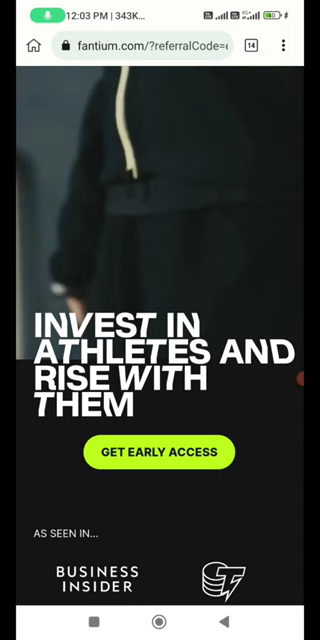 12:03 PM | 343K...
fantium.com/?referralCode=
14
INVEST IN
ATHLETES AND
RISE WITH
THEM
GET EARLY ACCESS
AS SEEN IN...
BUSINESS
INSIDER